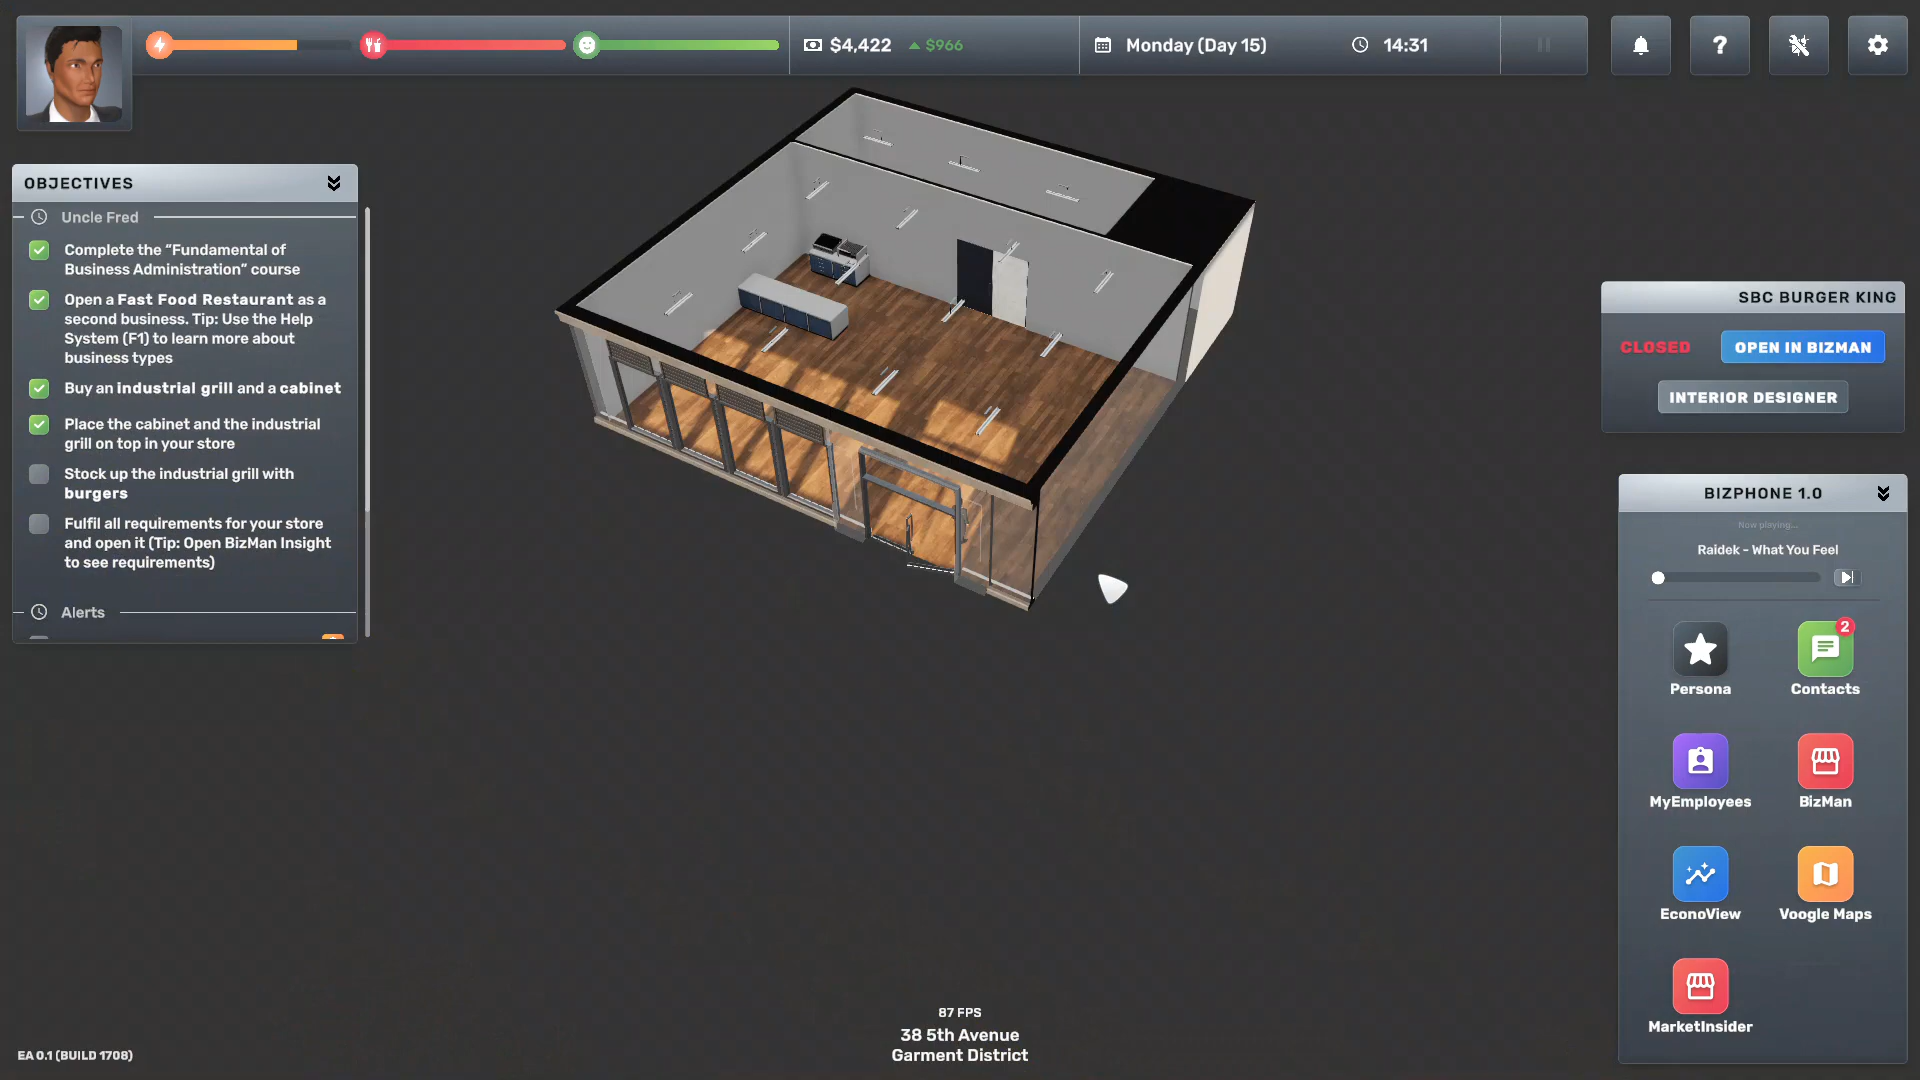 $4,422
$966
Monday (Day 15)
14:31
?
OBJECTIVES
Uncle Fred
Complete the “Fundamental of
Business Administration” course
Open a Fast Food Restaurant as a
second business. Tip: Use the Help
System (F1) to learn more about
business types
Buy an industrial grill and a cabinet
Place the cabinet and the industrial
grill on top in your store
Stock up the industrial grill with
burgers
Fulfil all requirements for your store
and open it (Tip: Open BizMan Insight
to see requirements)
Alerts
SBC BURGER KING
CLOSED
OPEN IN BIZMAN
INTERIOR DESIGNER
BIZPHONE 1.0
Now playing...
Raidek - What You Feel
2
Persona
Contacts
MyEmployees
BizMan
EconoView
Voogle Maps
MarketInsider
87 FPS
38 5th Avenue
Garment District
EA 0.1 (BUILD 1708)